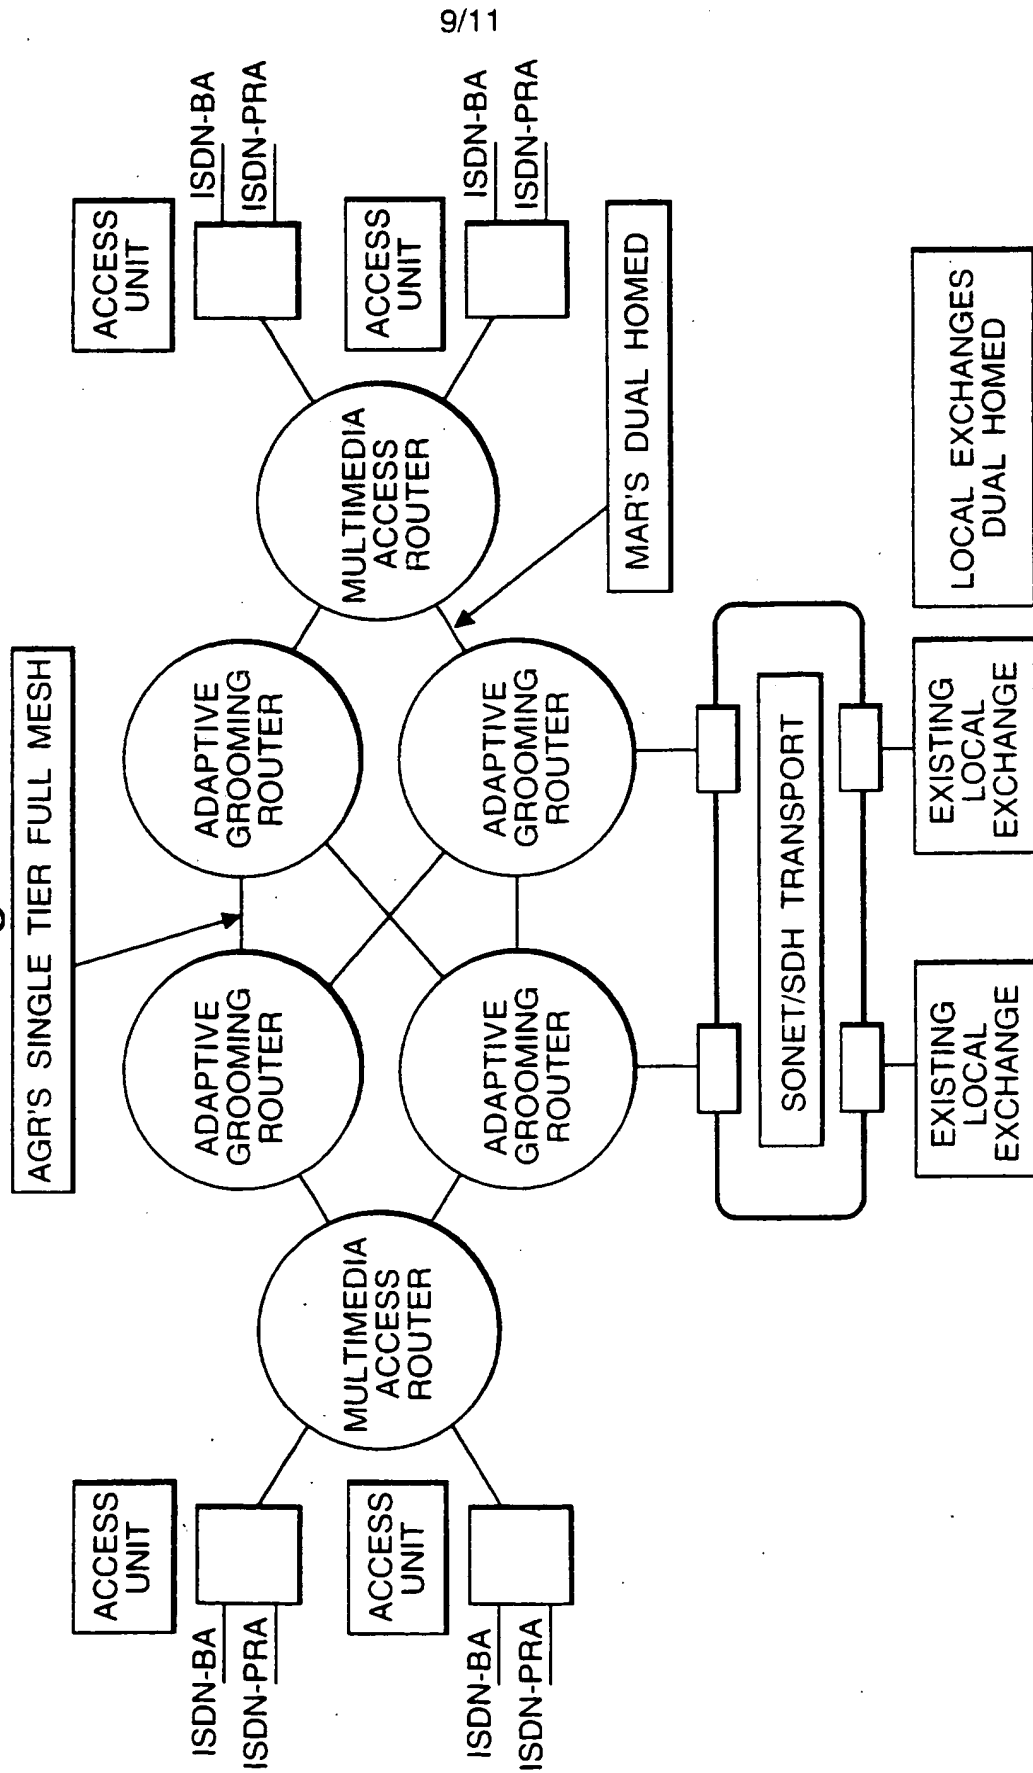 9/11
AGR'S SINGLE TIER FULL MESH
ACCESS
UNIT
ISDN-BA
ISDN-PRA
ACCESS
UNIT
ISDN-BA
ISDN-PRA
MULTIMEDIA
ACCESS
ROUTER
ADAPTIVE
GROOMING
ROUTER
ADAPTIVE
GROOMING
ROUTER
ADAPTIVE
GROOMING
ROUTER
ADAPTIVE
GROOMING
ROUTER
MULTIMEDIA
ACCESS
ROUTER
ACCESS
UNIT
ISDN-BA
ISDN-PRA
ACCESS
UNIT
ISDN-BA
ISDN-PRA
MAR'S DUAL HOMED
SONET/SDH TRANSPORT
EXISTING
LOCAL
EXCHANGE
EXISTING
LOCAL
EXCHANGE
LOCAL EXCHANGES
DUAL HOMED